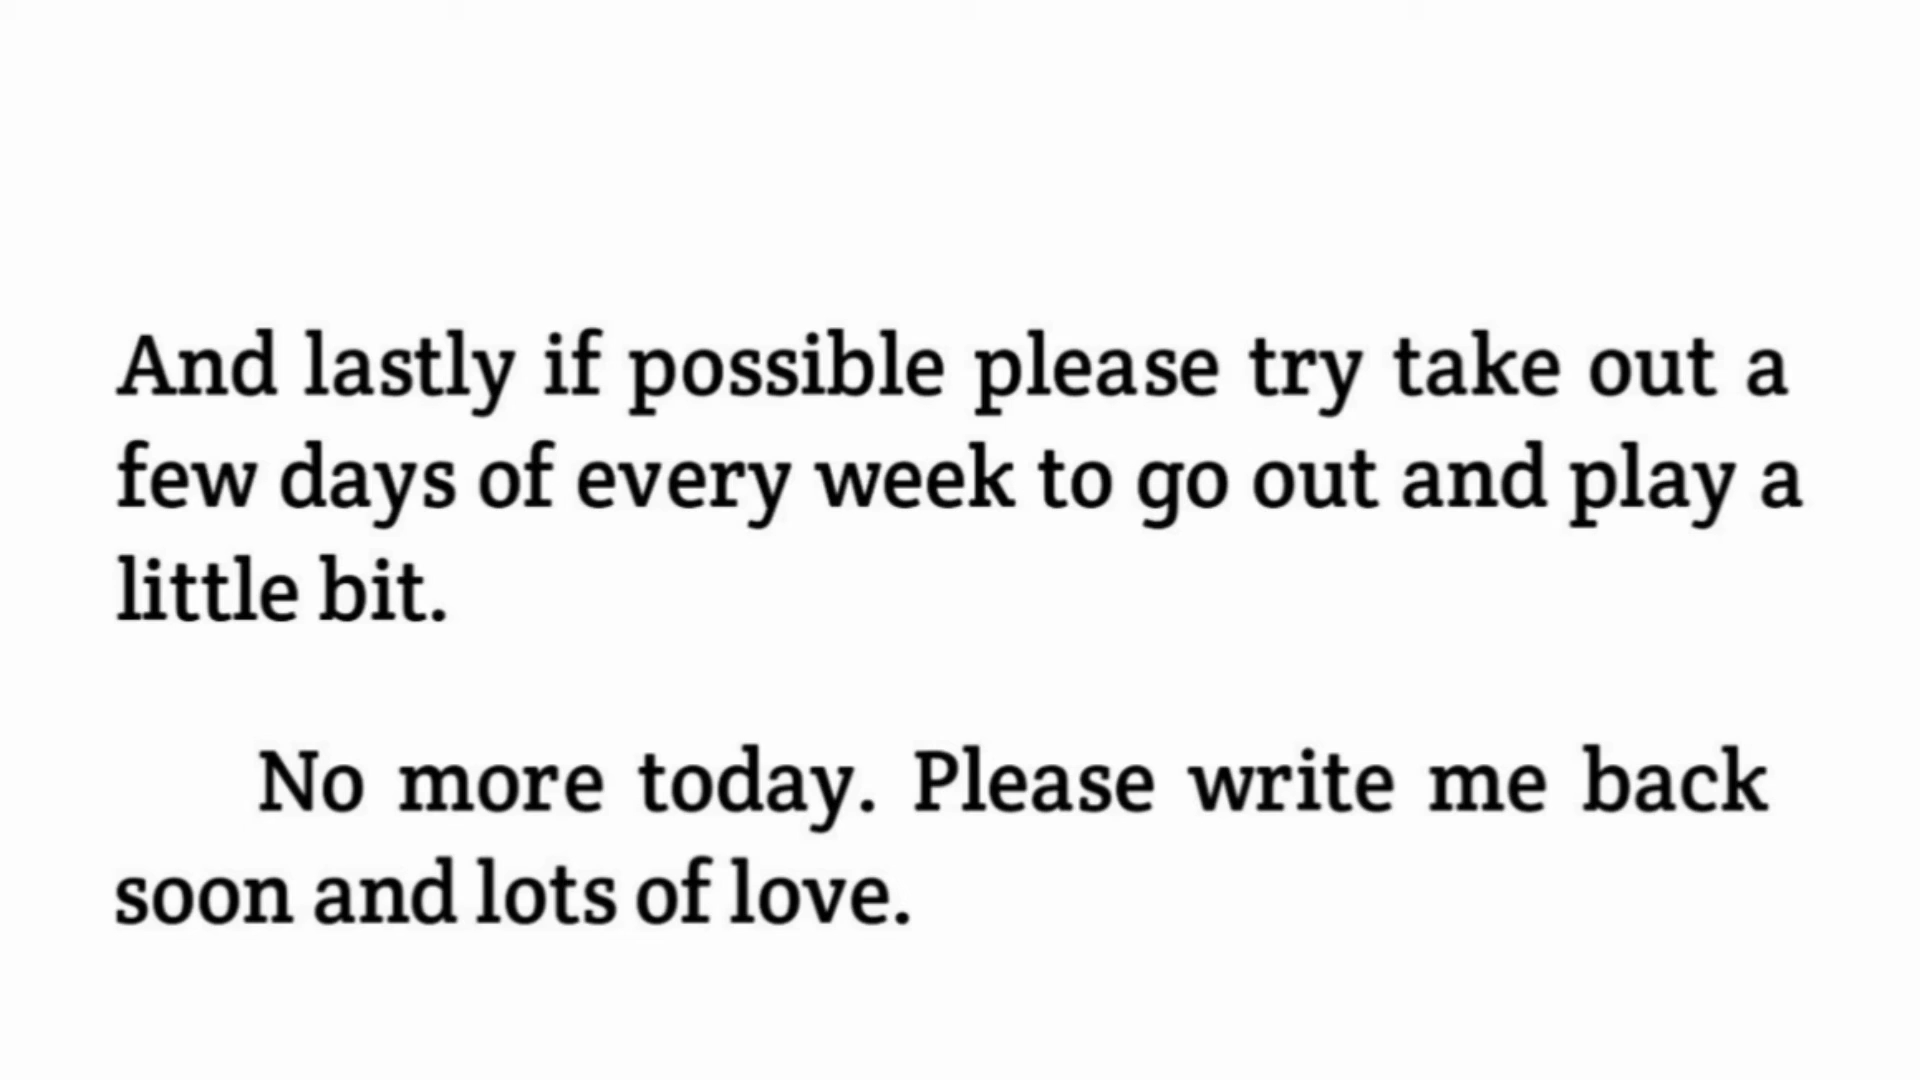 And lastly if possible please try take out a
few days of every week to go out and play a
little bit.
No more today. Please write me back
soon and lots of love.